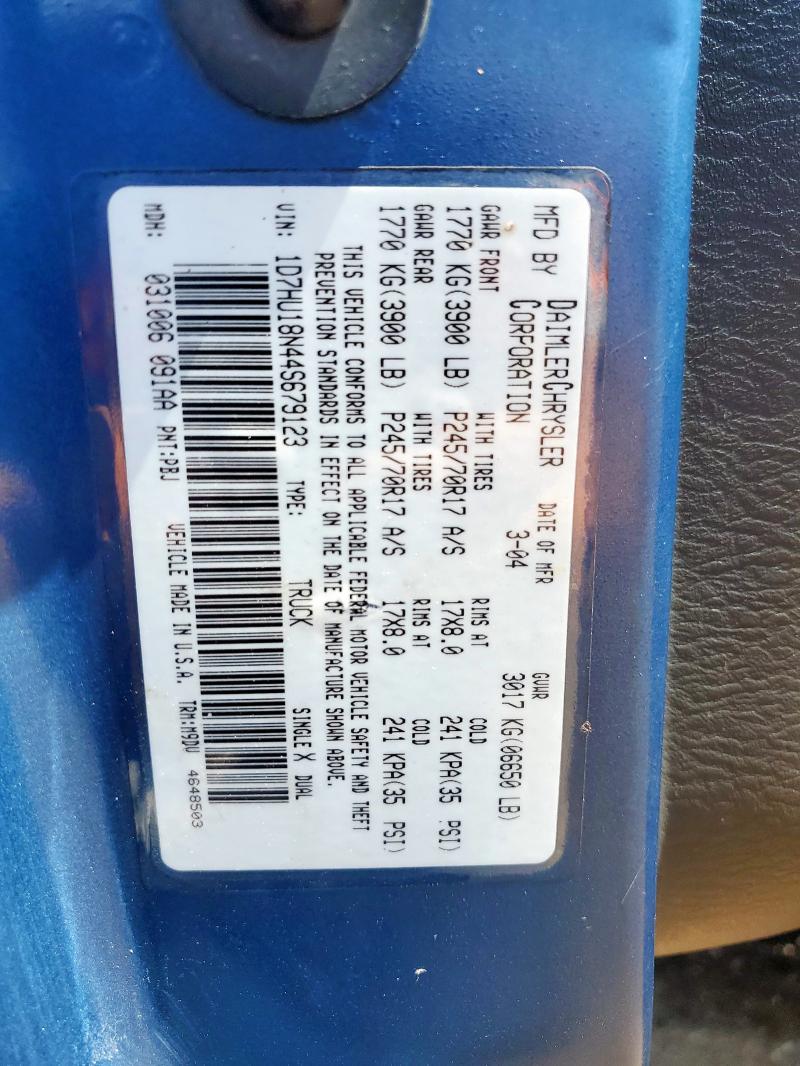 MFD BY DAIMLERCHRYSLER CORPORATION
DATE OF MFR
GVWR
3-04
3017 KG(06650 LB)
GAWR FRONT
WITH TIRES
RIMS AT
COLD
1770 KG(3900 LB)
P245/70R17 A/S
17X8.0
241 KPA(35 PSI)
GAWR REAR
WITH TIRES
RIMS AT
COLD
1770 KG(3900 LB)
P245/70R17 A/S
17X8.0
241 KPA(35 PSI)
THIS VEHICLE CONFORMS TO ALL APPLICABLE FEDERAL MOTOR VEHICLE SAFETY AND THEFT
PREVENTION STANDARDS IN EFFECT ON THE DATE OF MANUFACTURE SHOWN ABOVE.
VIN: 1D7HU18N44S679123
TYPE: TRUCK
SINGLE X DUAL
MDH: 031006 091AA PNT:PBJ
VEHICLE MADE IN U.S.A. TRM:M9DV 4648503